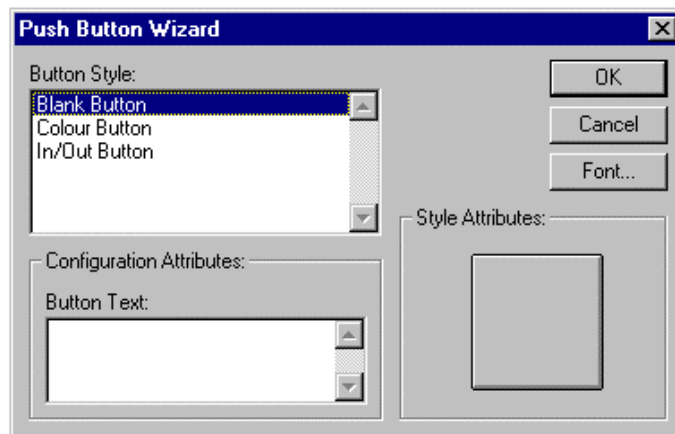 Push Button Wizard
Button Style:
Blank Button
Colour Button
In/Out Button
OK
Cancel
Font...
Configuration Attributes:
Button Text:
Style Attributes: